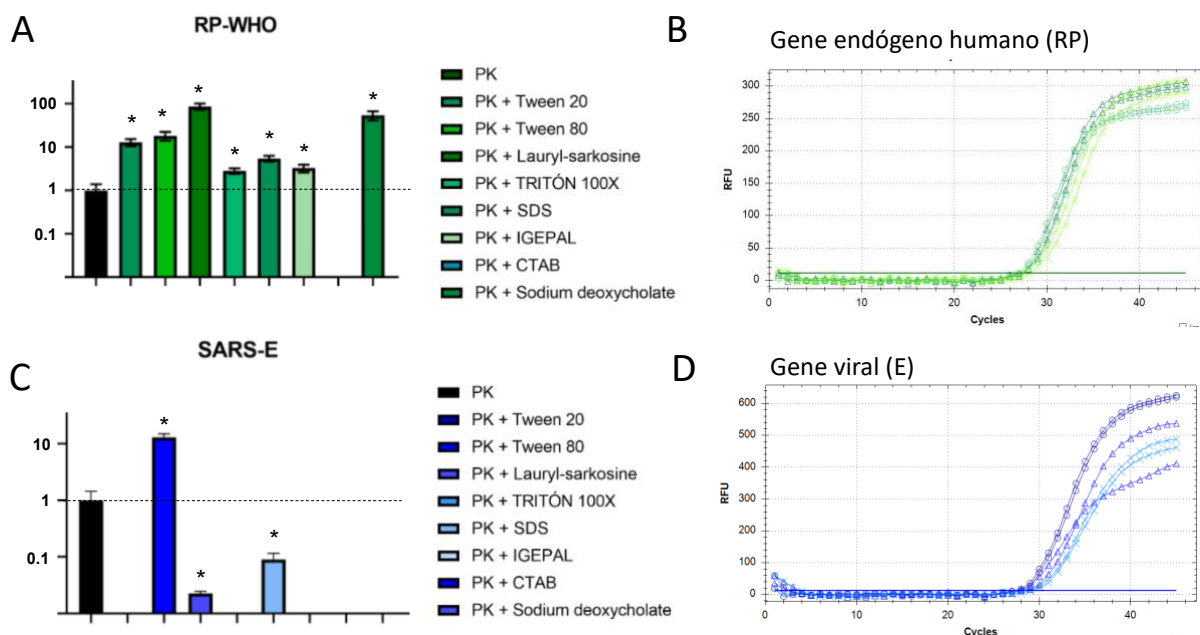 A
RP-WHO
100
10
1
0.1
*
*
*
*
*
*
*
PK
PK + Tween 20
PK + Tween 80
PK + Lauryl-sarkosine
PK + TRITÓN 100X
PK + SDS
PK + IGEPAL
PK + CTAB
PK + Sodium deoxycholate
B
Gene endógeno humano (RP)
RFU
300
250
200
150
100
50
0
0
10
20
30
40
Cycles
C
SARS-E
10
1
0.1
*
*
*
PK
PK + Tween 20
PK + Tween 80
PK + Lauryl-sarkosine
PK + TRITÓN 100X
PK + SDS
PK + IGEPAL
PK + CTAB
PK + Sodium deoxycholate
D
Gene viral (E)
RFU
600
500
400
300
200
100
0
0
10
20
30
40
Cycles